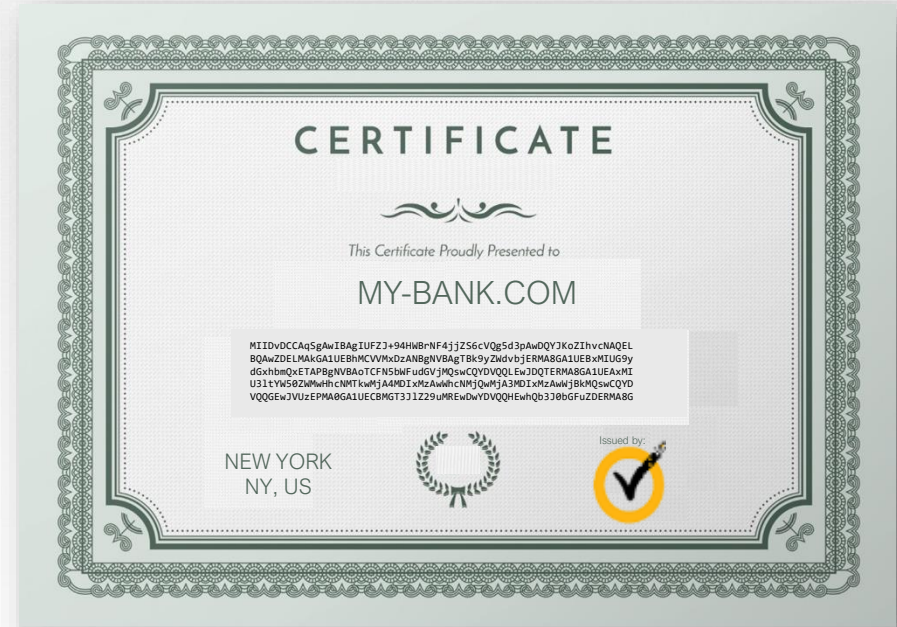 CERTIFICATE
This Certificate Proudly Presented to
MY-BANK.COM
MIIDvDCCAqSgAwIBAgIUFZJ+94HWBrNF4jjZS6cVQg5d3pAwDQYJKoZIhvcNAQEL
BQAwZDELMAkGA1UEBhMCVVMxDzANBgNVBAgTBk9yZWdvbjERMA8GA1UEBxMIUG9y
dGxhbmQxETAPBgNVBAoTCFN5bWFudGVjMQswCQYDVQQLEwJDQTERMA8GA1UEAxMI
U3ltYW50ZWMwHhcNMTkwMjA4MDIxMzAwWhcNMjQwMjA3MDIxMzAwWjBkMQswCQYD
VQQGEwJVUzEPMA0GA1UECBMGT3JlZ29uMREwDwYDVQQHEwhQb3J0bGFuZDERMA8G
NEW YORK
NY, US
Issued by: